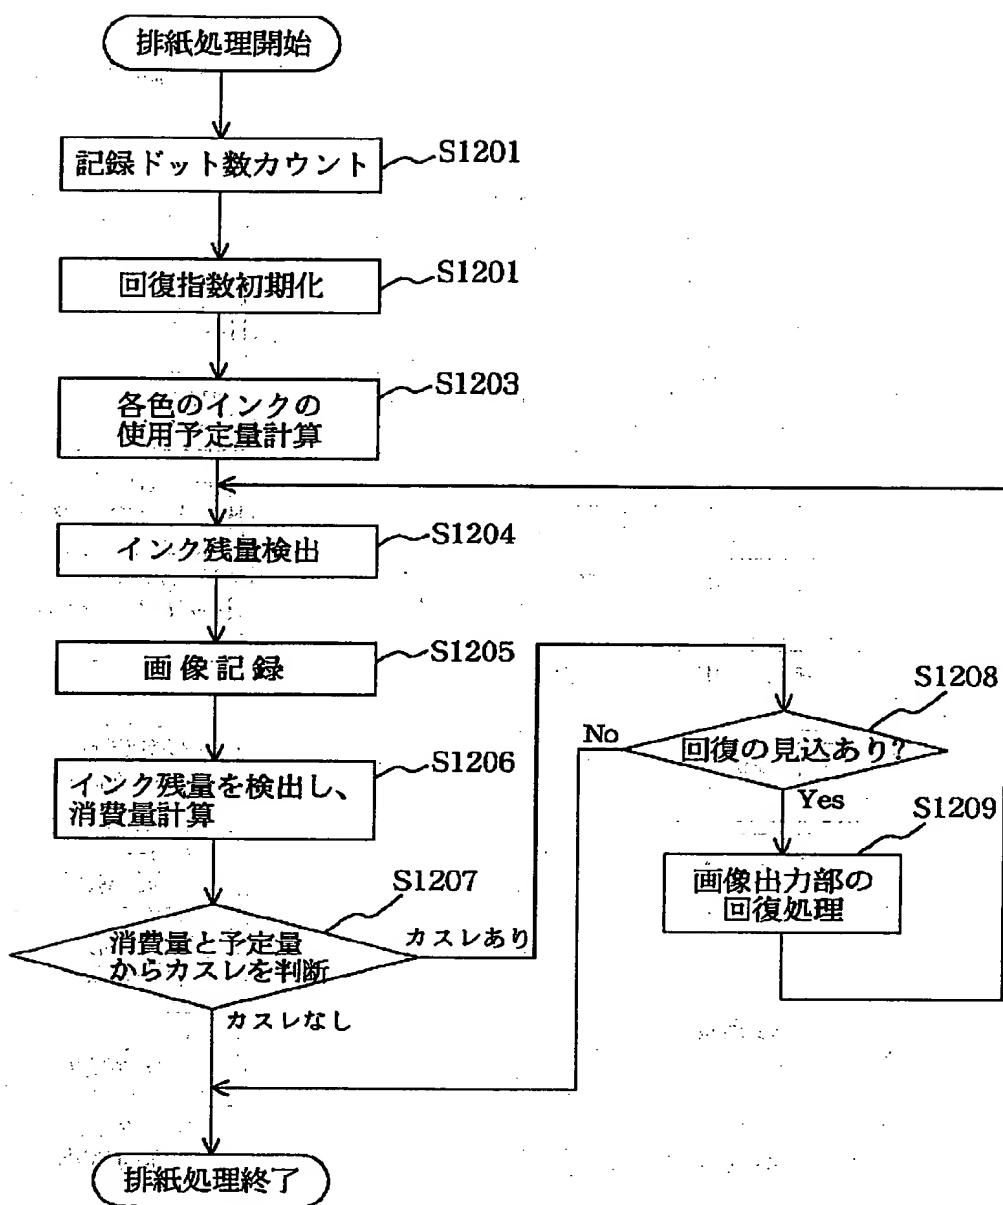 排紙処理開始
記録ドット数カウント
S1201
回復指数初期化
S1201
各色のインクの
使用予定量計算
S1203
インク残量検出
S1204
画像記録
S1205
インク残量を検出し、
消費量計算
S1206
消費量と予定量
からカスレを判断
S1207
カスレあり
カスレなし
回復の見込あり?
S1208
No
Yes
画像出力部の
回復処理
S1209
排紙処理終了